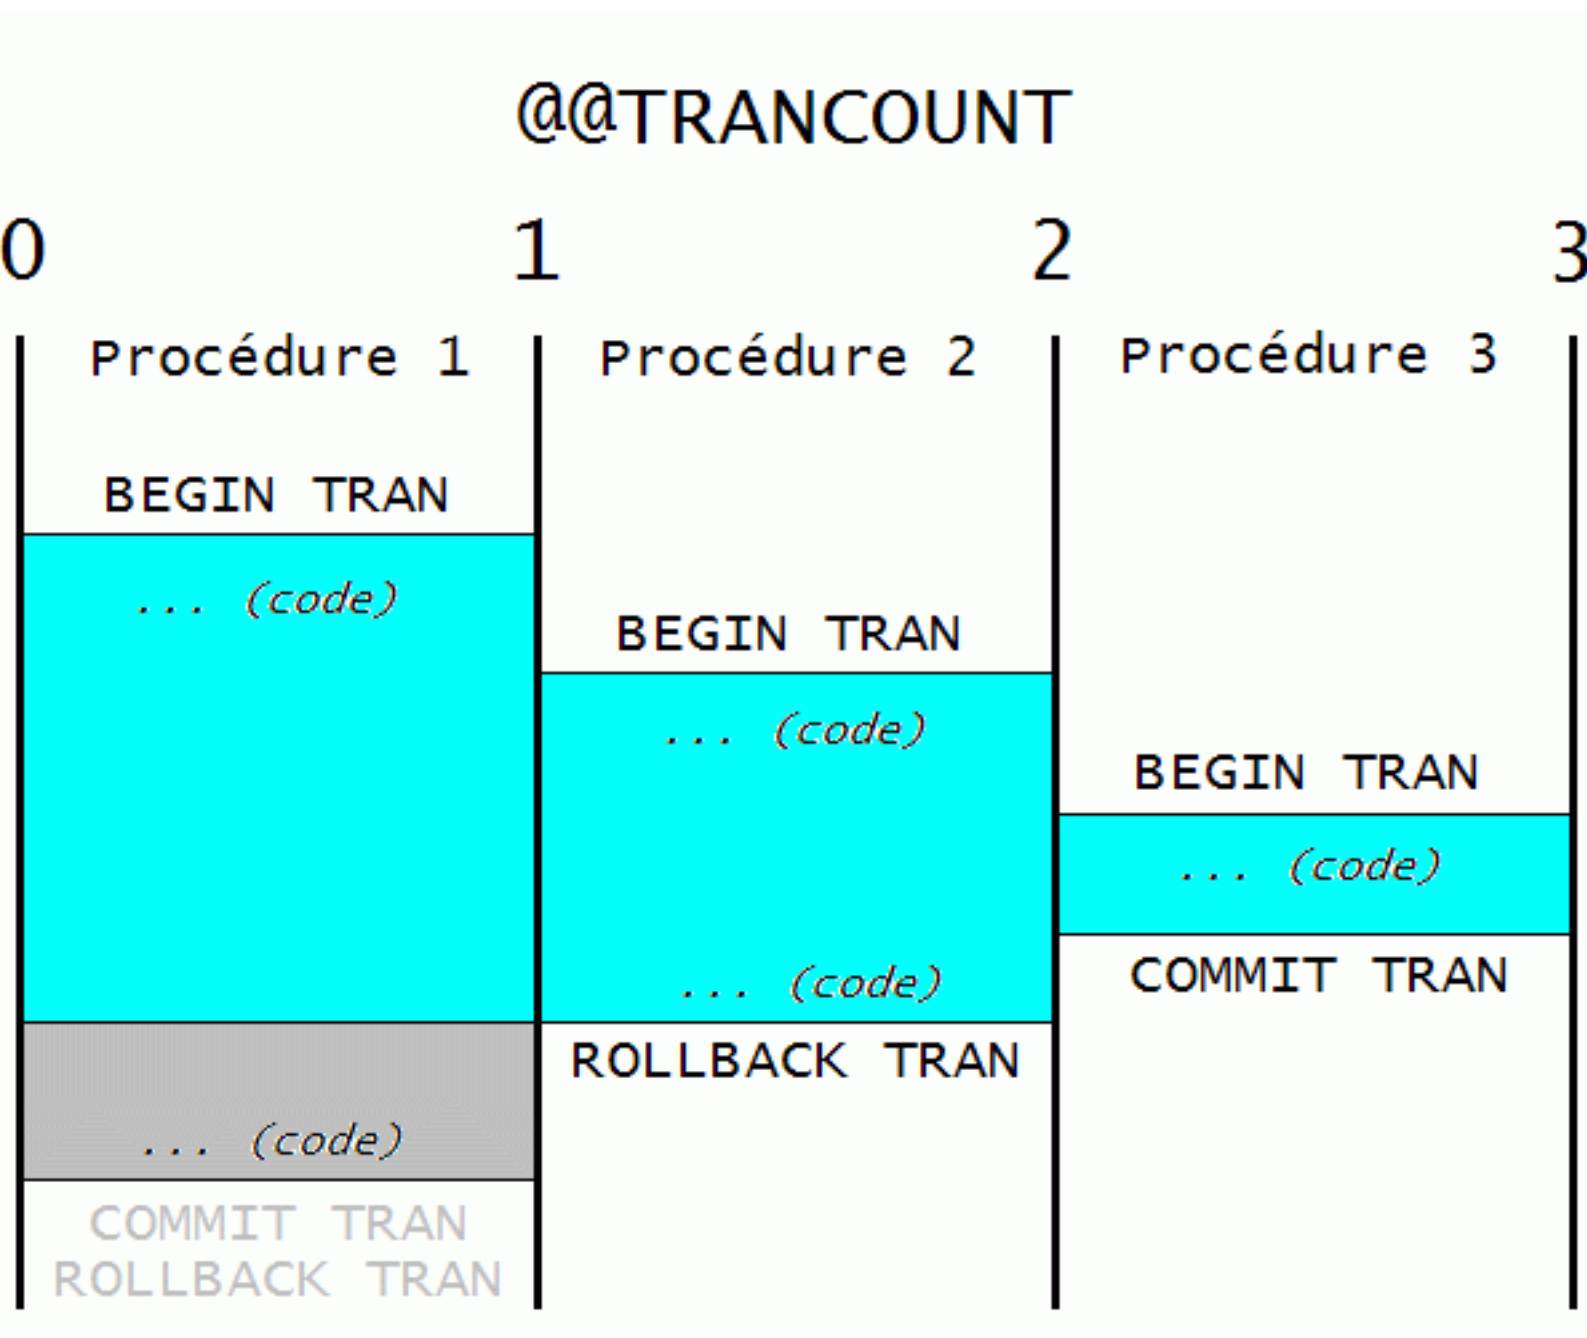 @@TRANCOUNT
0 1 2 3
Procédure 1 Procédure 2 Procédure 3
BEGIN TRAN
... (code)
BEGIN TRAN
... (code)
BEGIN TRAN
... (code)
COMMIT TRAN
... (code)
ROLLBACK TRAN
... (code)
COMMIT TRAN
ROLLBACK TRAN